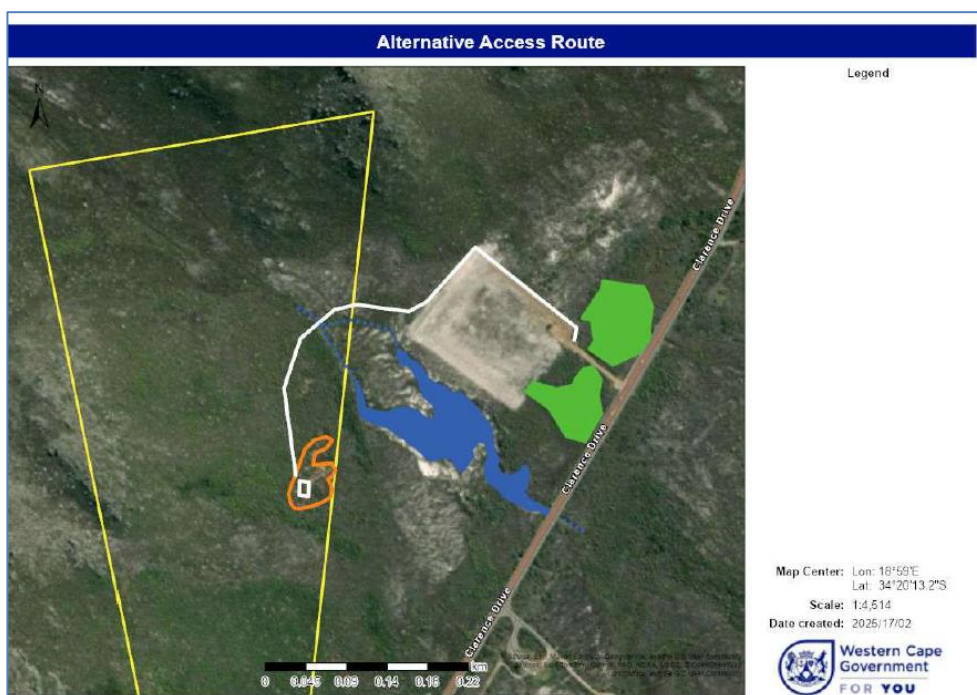 Alternative Access Route
Legend
N
Clarence Drive
Clarence Drive
Clarence Drive
km
0 0.045 0.09 0.14 0.18 0.22
Map Center: Lon: 18°59'E
Lat: 34°20'13.2"S
Scale: 1:4,514
Date created: 2025/17/02
Western Cape
Government
FOR YOU